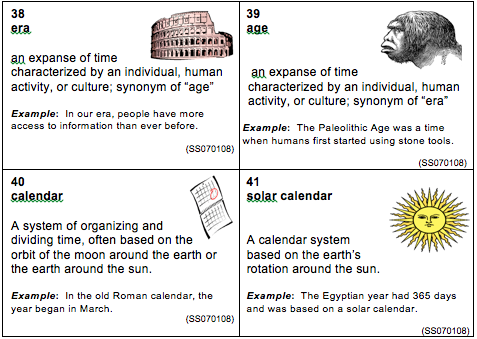 38
era
an expanse of time
characterized by an individual, human
activity, or culture; synonym of “age”
Example:  In our era, people have more
access to information than ever before.
(SS070108)
39
age
an expanse of time
characterized by an individual, human
activity, or culture; synonym of “era”
Example:  The Paleolithic Age was a time
when humans first started using stone tools.
(SS070108)
40
calendar
A system of organizing and
dividing time, often based on the
orbit of the moon around the earth or
the earth around the sun.
Example:  In the old Roman calendar, the
year began in March.
(SS070108)
41
solar calendar
A calendar system
based on the earth’s
rotation around the sun.
Example:  The Egyptian year had 365 days
and was based on a solar calendar.
(SS070108)